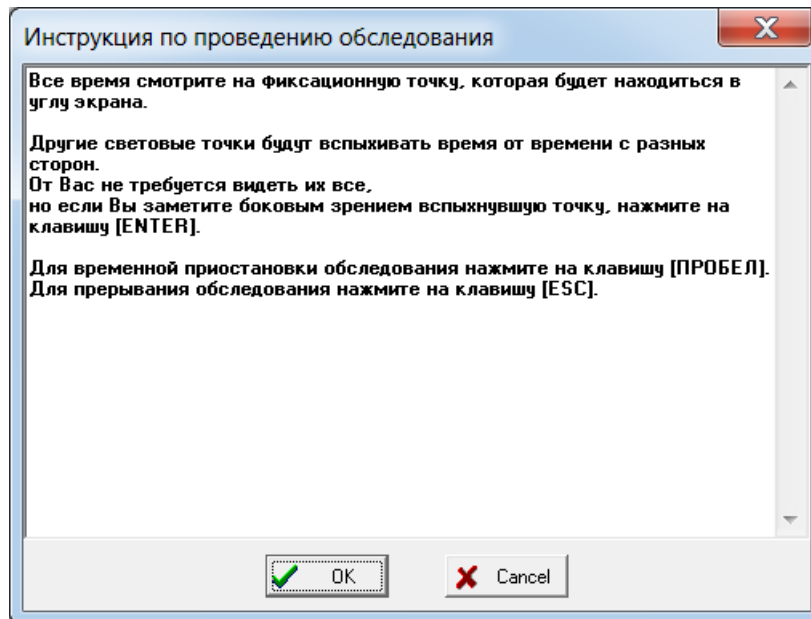 Инструкция по проведению обследования
Все время смотрите на фиксационную точку, которая будет находиться в
углу экрана.
Другие световые точки будут вспыхивать время от времени с разных
сторон.
От Вас не требуется видеть их все,
но если Вы заметите боковым зрением вспыхнувшую точку, нажмите на
клавишу [ENTER].
Для временной приостановки обследования нажмите на клавишу [ПРОБЕЛ].
Для прерывания обследования нажмите на клавишу [ESC].
OK
Cancel